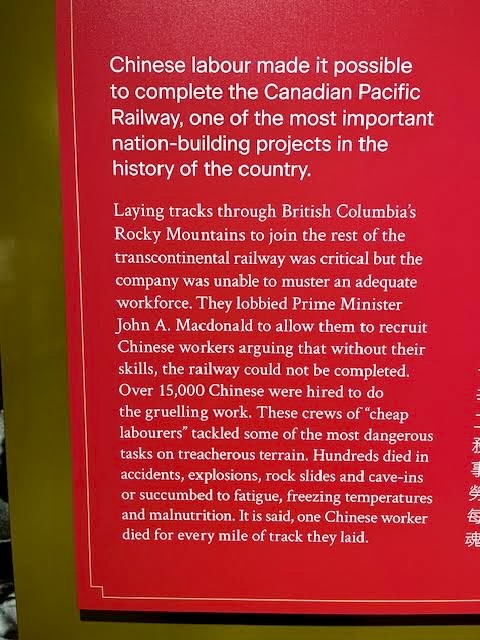 Chinese labour made it possible
to complete the Canadian Pacific
Railway, one of the most important
nation-building projects in the
history of the country.
Laying tracks through British Columbia's
Rocky Mountains to join the rest of the
transcontinental railway was critical but the
company was unable to muster an adequate
workforce. They lobbied Prime Minister
John A. Macdonald to allow them to recruit
Chinese workers arguing that without their
skills, the railway could not be completed.
Over 15,000 Chinese were hired to do
the gruelling work. These crews of “cheap
labourers” tackled some of the most dangerous
tasks on treacherous terrain. Hundreds died in
accidents, explosions, rock slides and cave-ins
or succumbed to fatigue, freezing temperatures
and malnutrition. It is said, one Chinese worker
died for every mile of track they laid.
務
事
勞
每
魂